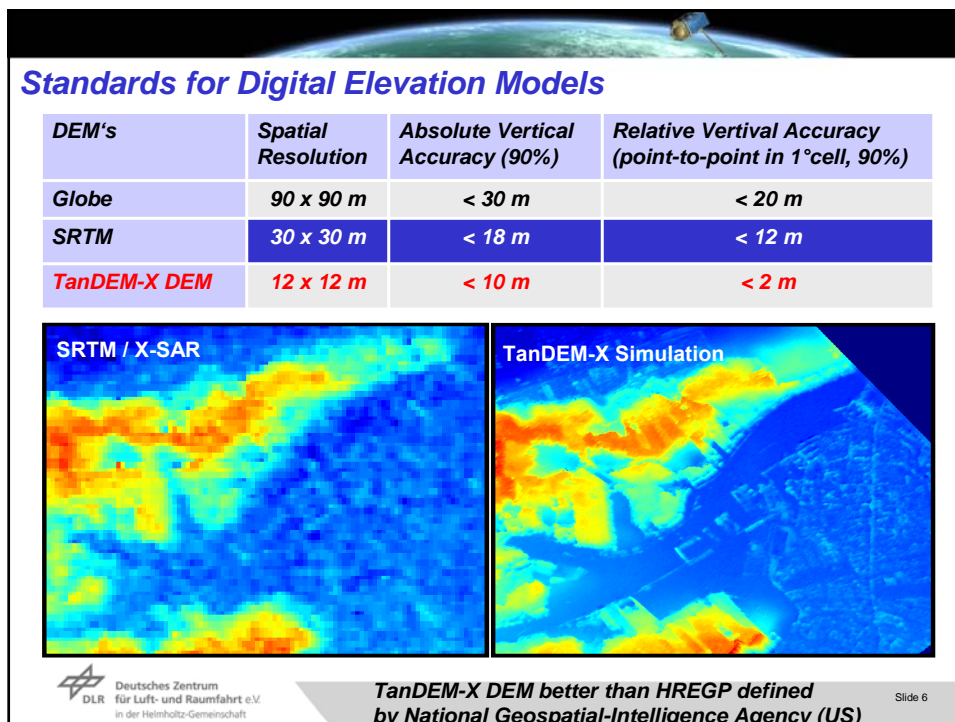 Standards for Digital Elevation Models
DEM‘s Spatial Resolution Absolute Vertical Accuracy (90%) Relative Vertival Accuracy (point-to-point in 1°cell, 90%)
Globe 90 x 90 m < 30 m < 20 m
SRTM 30 x 30 m < 18 m < 12 m
TanDEM-X DEM 12 x 12 m < 10 m < 2 m
SRTM / X-SAR
TanDEM-X Simulation
DLR
Deutsches Zentrum
für Luft- und Raumfahrt e.V.
in der Helmholtz-Gemeinschaft
TanDEM-X DEM better than HREGP defined
by National Geospatial-Intelligence Agency (US)
Slide 6